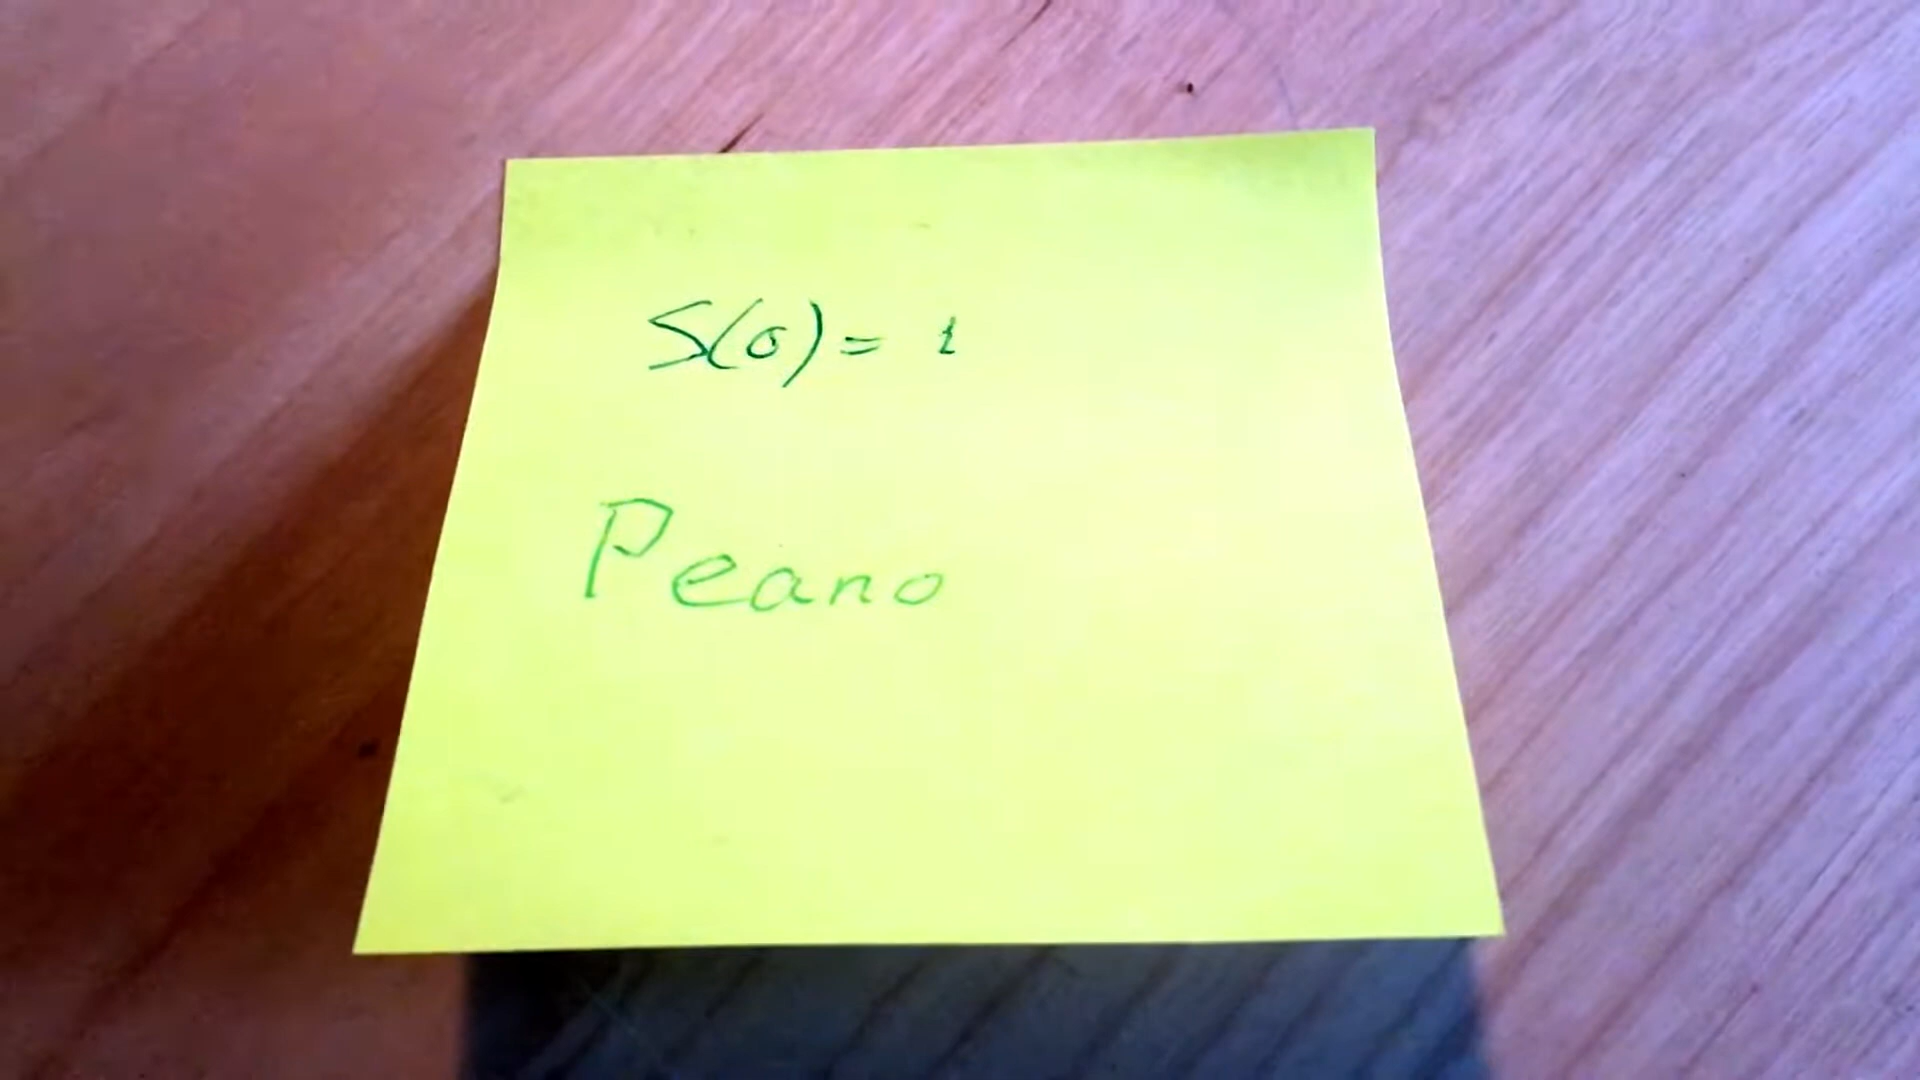 S(0) = 1
Peano